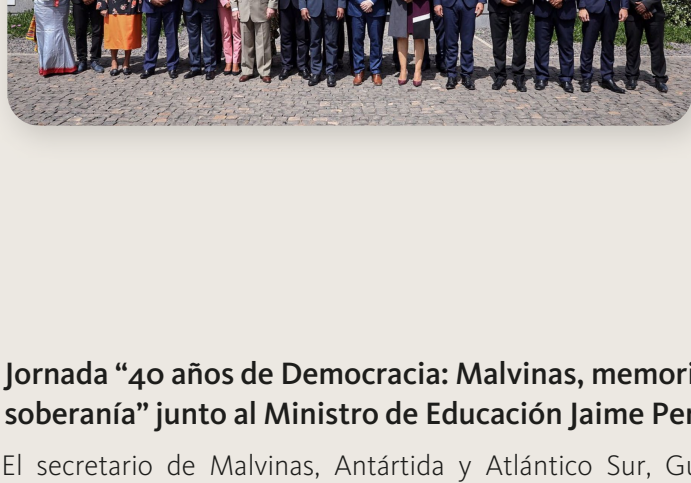 Jornada “40 años de Democracia: Malvinas, memori
soberanía” junto al Ministro de Educación Jaime Per
El secretario de Malvinas, Antártida y Atlántico Sur, Gu